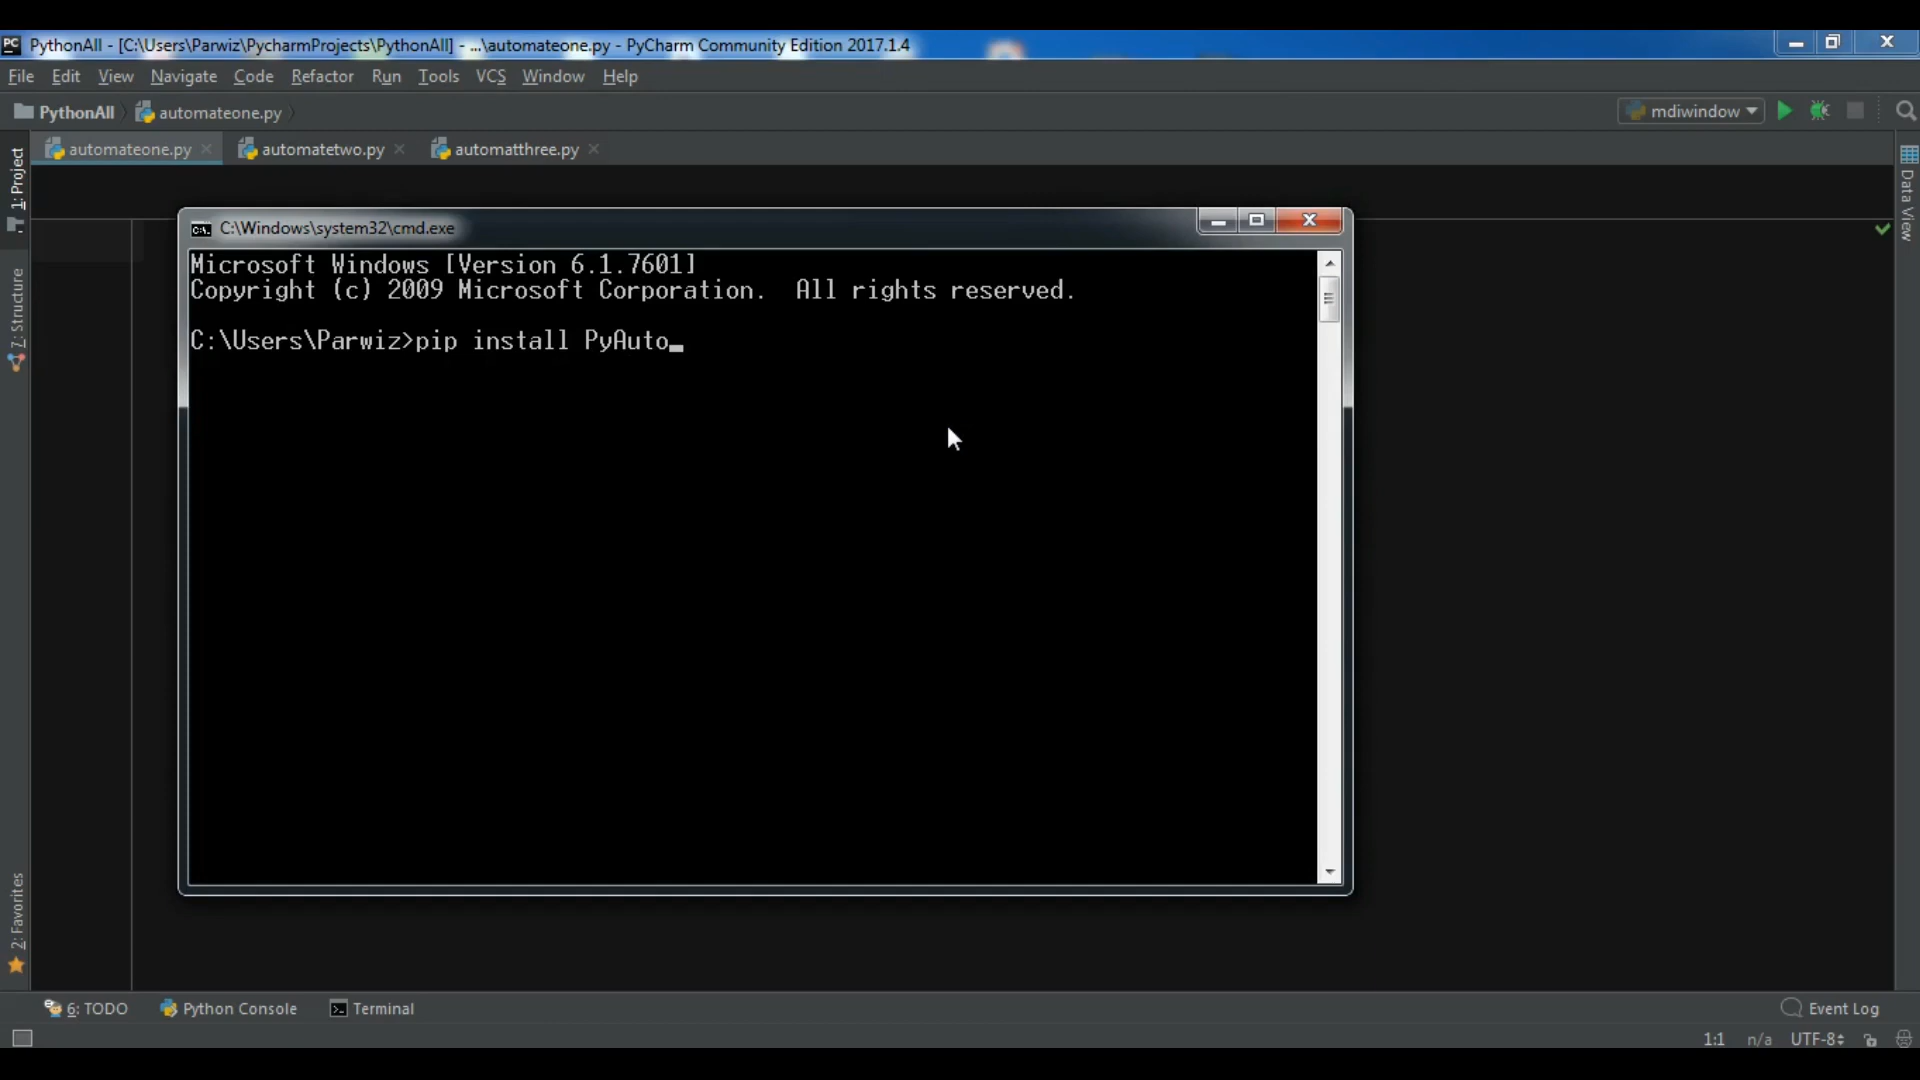 PythonAll - [C:\Users\Parwiz\PycharmProjects\PythonAll] - ...\automateone.py - PyCharm Community Edition 2017.1.4
File Edit View Navigate Code Refactor Run Tools VCS Window Help
PythonAll automateone.py mdiwindow
automateone.py automatetwo.py automatthree.py
1: Project
7: Structure
2: Favorites
Data View
C:\Windows\system32\cmd.exe
Microsoft Windows [Version 6.1.7601]
Copyright (c) 2009 Microsoft Corporation. All rights reserved.
C:\Users\Parwiz>pip install PyAuto_
6: TODO Python Console Terminal Event Log
1:1 n/a UTF-8